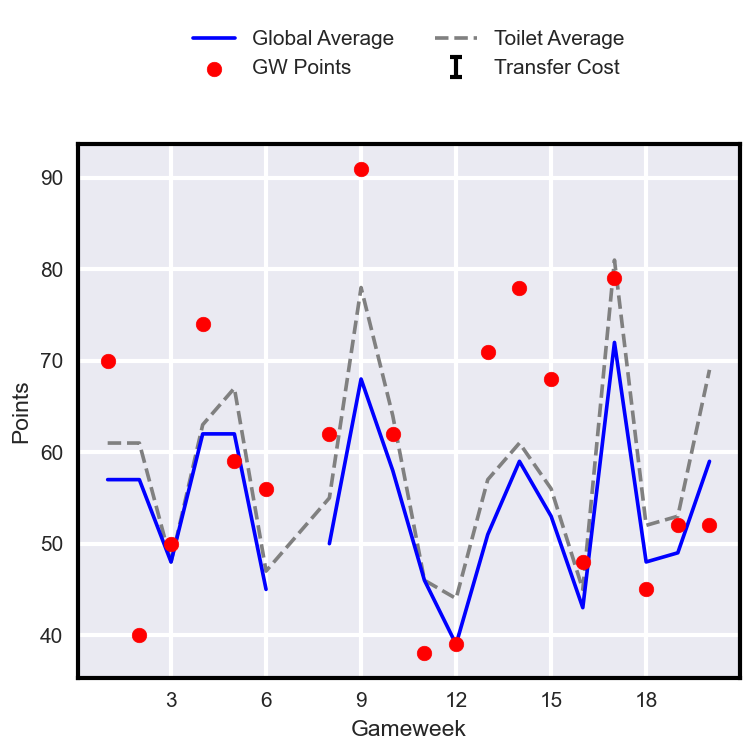 Global Average
Toilet Average
GW Points
Transfer Cost
90
80
70
60
50
40
Points
3 6 9 12 15 18
Gameweek